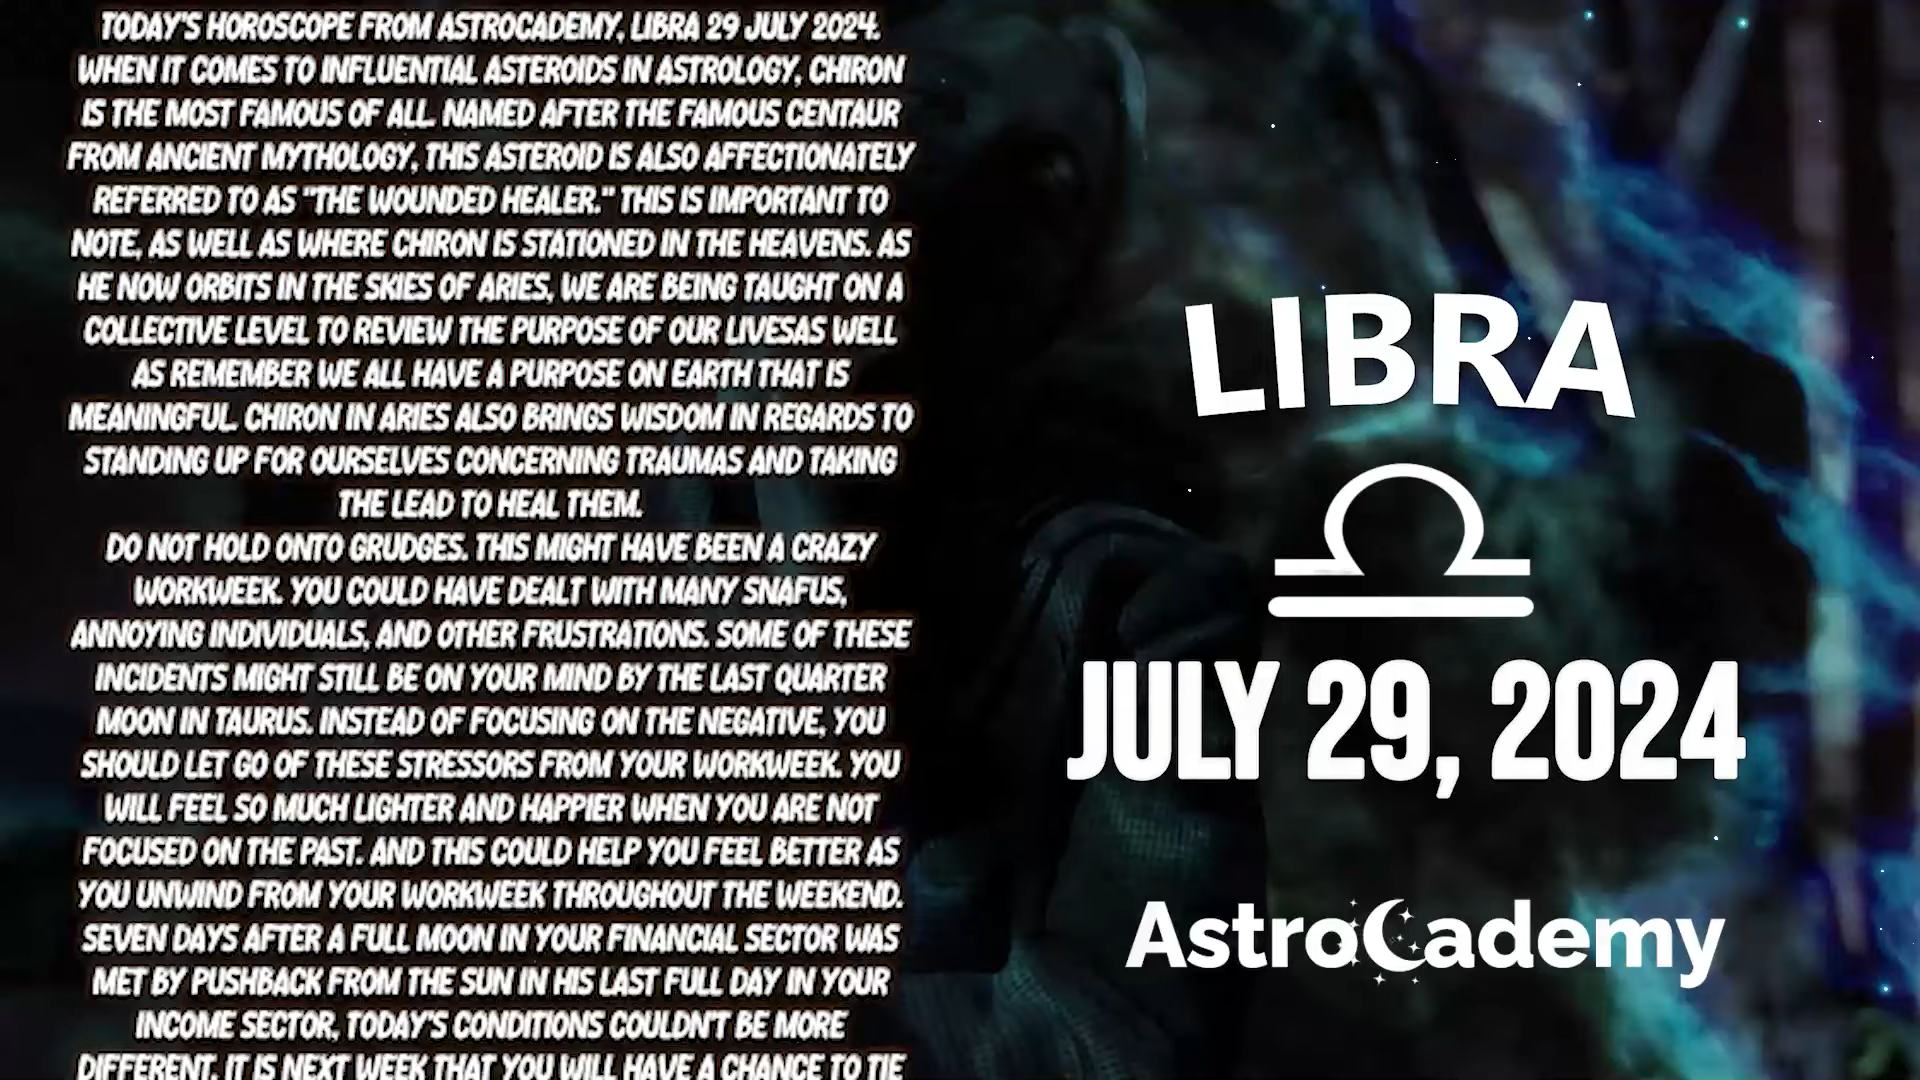 TODAY'S HOROSCOPE FROM ASTROCADEMY, LIBRA 29 JULY 2024.
WHEN IT COMES TO INFLUENTIAL ASTEROIDS IN ASTROLOGY, CHIRON
IS THE MOST FAMOUS OF ALL. NAMED AFTER THE FAMOUS CENTAUR
FROM ANCIENT MYTHOLOGY, THIS ASTEROID IS ALSO AFFECTIONATELY
REFERRED TO AS "THE WOUNDED HEALER." THIS IS IMPORTANT TO
NOTE, AS WELL AS WHERE CHIRON IS STATIONED IN THE HEAVENS. AS
HE NOW ORBITS IN THE SKIES OF ARIES, WE ARE BEING TAUGHT ON A
COLLECTIVE LEVEL TO REVIEW THE PURPOSE OF OUR LIVESAS WELL
AS REMEMBER WE ALL HAVE A PURPOSE ON EARTH THAT IS
MEANINGFUL. CHIRON IN ARIES ALSO BRINGS WISDOM IN REGARDS TO
STANDING UP FOR OURSELVES CONCERNING TRAUMAS AND TAKING
THE LEAD TO HEAL THEM.
DO NOT HOLD ONTO GRUDGES. THIS MIGHT HAVE BEEN A CRAZY
WORKWEEK. YOU COULD HAVE DEALT WITH MANY SNAFUS,
ANNOYING INDIVIDUALS, AND OTHER FRUSTRATIONS. SOME OF THESE
INCIDENTS MIGHT STILL BE ON YOUR MIND BY THE LAST QUARTER
MOON IN TAURUS. INSTEAD OF FOCUSING ON THE NEGATIVE, YOU
SHOULD LET GO OF THESE STRESSORS FROM YOUR WORKWEEK. YOU
WILL FEEL SO MUCH LIGHTER AND HAPPIER WHEN YOU ARE NOT
FOCUSED ON THE PAST. AND THIS COULD HELP YOU FEEL BETTER AS
YOU UNWIND FROM YOUR WORKWEEK THROUGHOUT THE WEEKEND.
SEVEN DAYS AFTER A FULL MOON IN YOUR FINANCIAL SECTOR WAS
MET BY PUSHBACK FROM THE SUN IN HIS LAST FULL DAY IN YOUR
INCOME SECTOR, TODAY'S CONDITIONS COULDN'T BE MORE
DIFFERENT. IT IS NEXT WEEK THAT YOU WILL HAVE A CHANCE TO TIE
LIBRA
JULY 29, 2024
AstroCademy